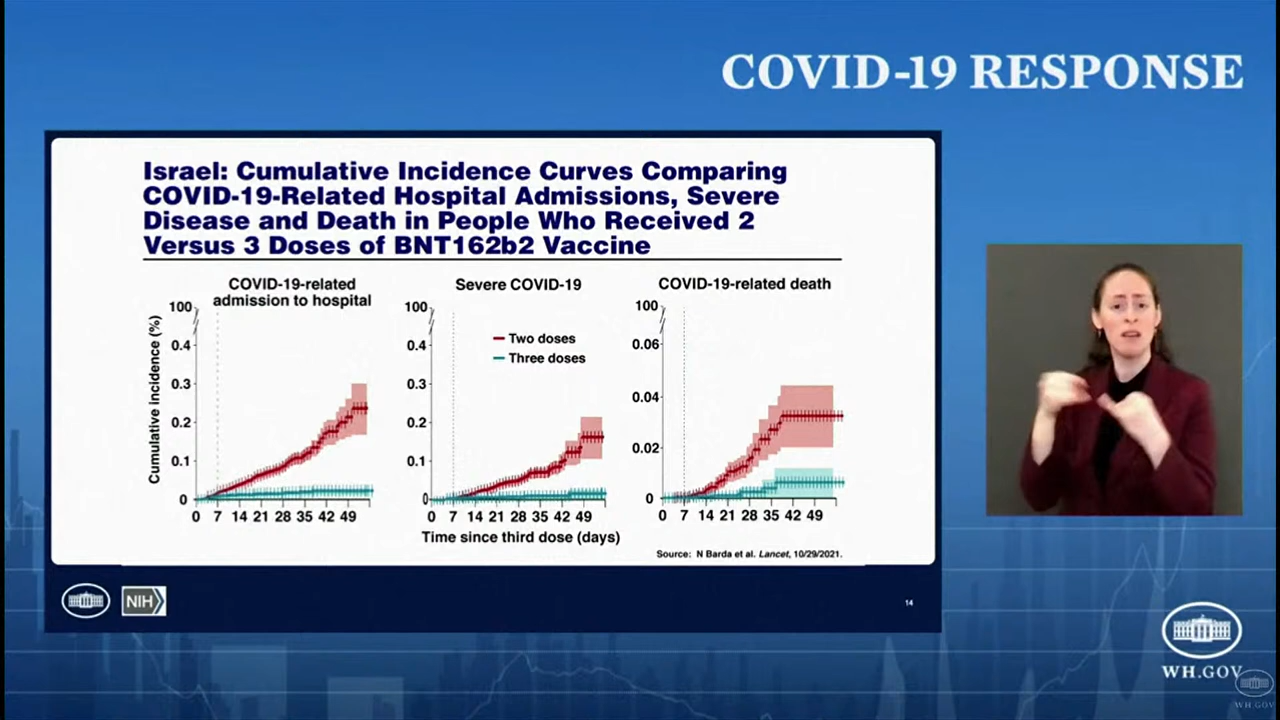 COVID-19 RESPONSE
Israel: Cumulative Incidence Curves Comparing
COVID-19-Related Hospital Admissions, Severe
Disease and Death in People Who Received 2
Versus 3 Doses of BNT162b2 Vaccine
COVID-19-related
admission to hospital
Cumulative incidence (%)
100
0.4
0.3
0.2
0.1
0
0 7 14 21 28 35 42 49
Severe COVID-19
100
0.4
0.3
0.2
0.1
0
Two doses
Three doses
0 7 14 21 28 35 42 49
Time since third dose (days)
COVID-19-related death
100
0.06
0.04
0.02
0
0 7 14 21 28 35 42 49
Source: N Barda et al. Lancet, 10/29/2021.
NIH
14
WH.GOV
WH.GOV